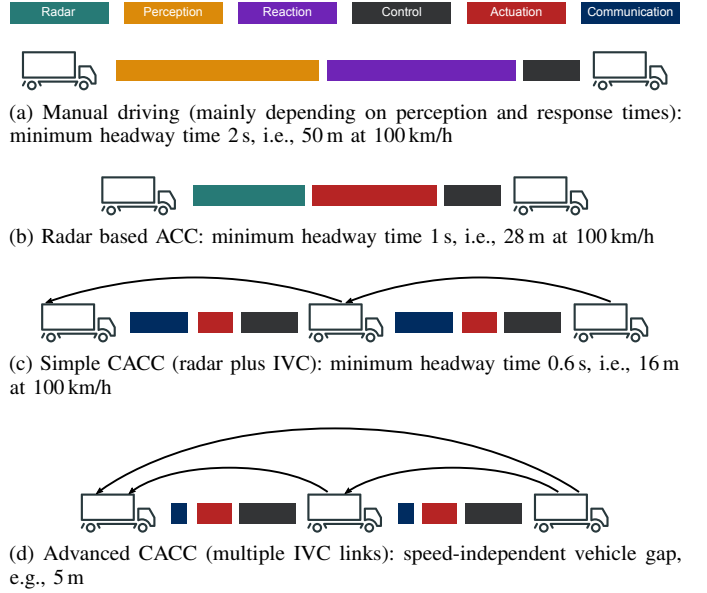 Radar Perception Reaction Control Actuation Communication
(a) Manual driving (mainly depending on perception and response times):
minimum headway time 2 s, i.e., 50 m at 100 km/h
(b) Radar based ACC: minimum headway time 1 s, i.e., 28 m at 100 km/h
(c) Simple CACC (radar plus IVC): minimum headway time 0.6 s, i.e., 16 m
at 100 km/h
(d) Advanced CACC (multiple IVC links): speed-independent vehicle gap,
e.g., 5 m